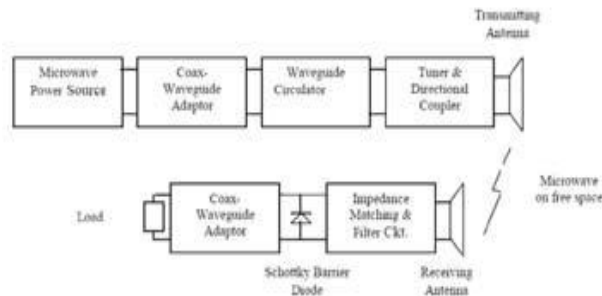 Transmitting
Antenna
Microwave
Power Source
Coax-
Waveguide
Adaptor
Waveguide
Circulator
Tuner &
Directional
Coupler
Microwave
on free space
Load
Coax-
Waveguide
Adaptor
Impedance
Matching &
Filter Ckt.
Schottky Barrier
Diode
Receiving
Antenna